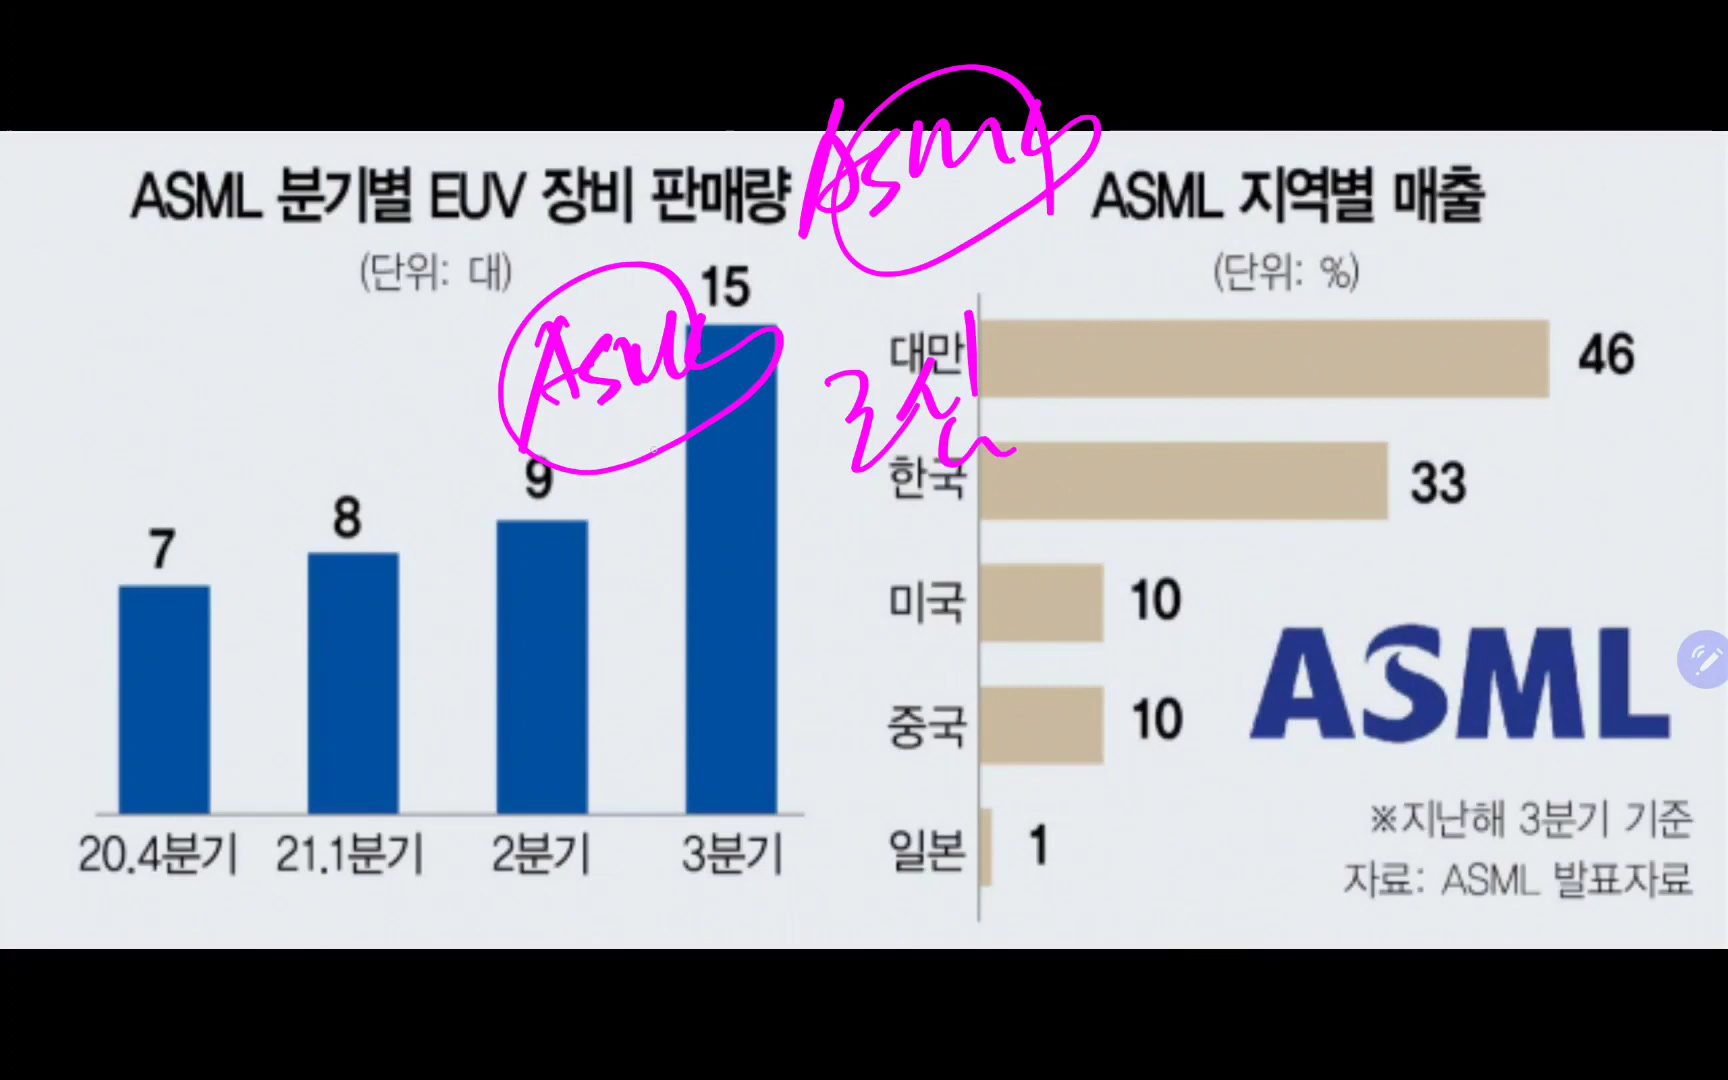 ASML 분기별 EUV 장비 판매량
(단위: 대)
7
8
9
15
20.4분기
21.1분기
2분기
3분기
ASML
ASML 지역별 매출
(단위: %)
대만 46
한국 33
미국 10
중국 10
일본 1
ASML
※지난해 3분기 기준
자료: ASML 발표자료